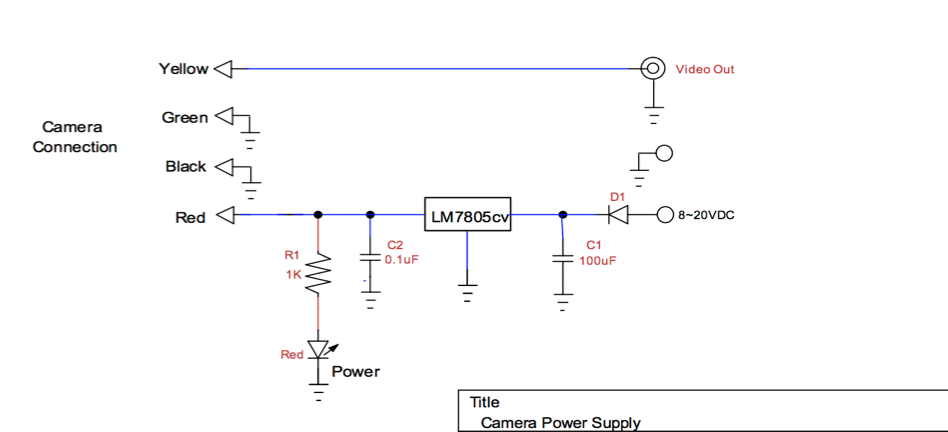 Yellow
Video Out
Green
Camera
Connection
Black
Red
LM7805cv
D1
8~20VDC
R1
1K
C2
0.1uF
C1
100uF
Red
Power
Title
Camera Power Supply